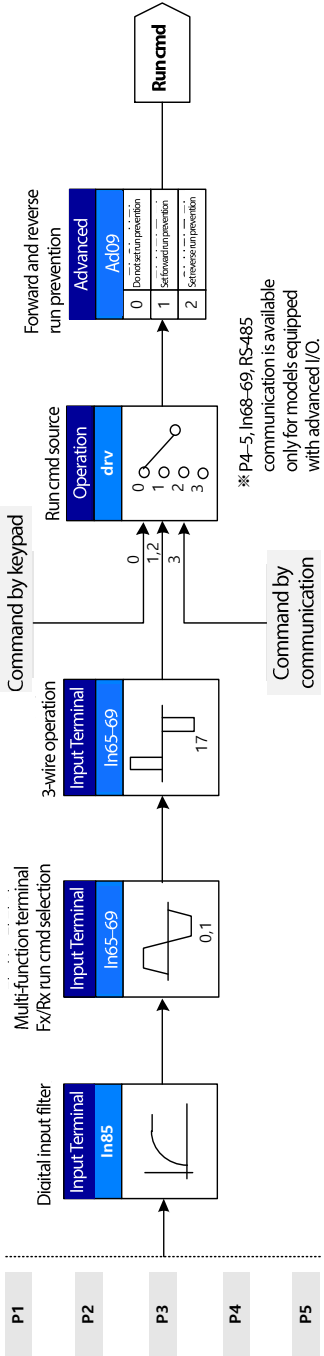 P1
P2
P3
P4
P5
Digital input filter
Input Terminal
In85
Multi-function terminal
Fx/Rx run cmd selection
Input Terminal
In65–69
0,1
3-wire operation
Input Terminal
In65–69
17
Command by keypad
0
1,2
3
Command by
communication
Run cmd source
Operation
drv
0
1
2
3
Forward and reverse
run prevention
Advanced
Ad09
0 Do not set run prevention
1 Set forward run prevention
2 Set reverse run prevention
Run cmd
※ P4–5, In68–69, RS-485
communication is available
only for models equipped
with advanced I/O.